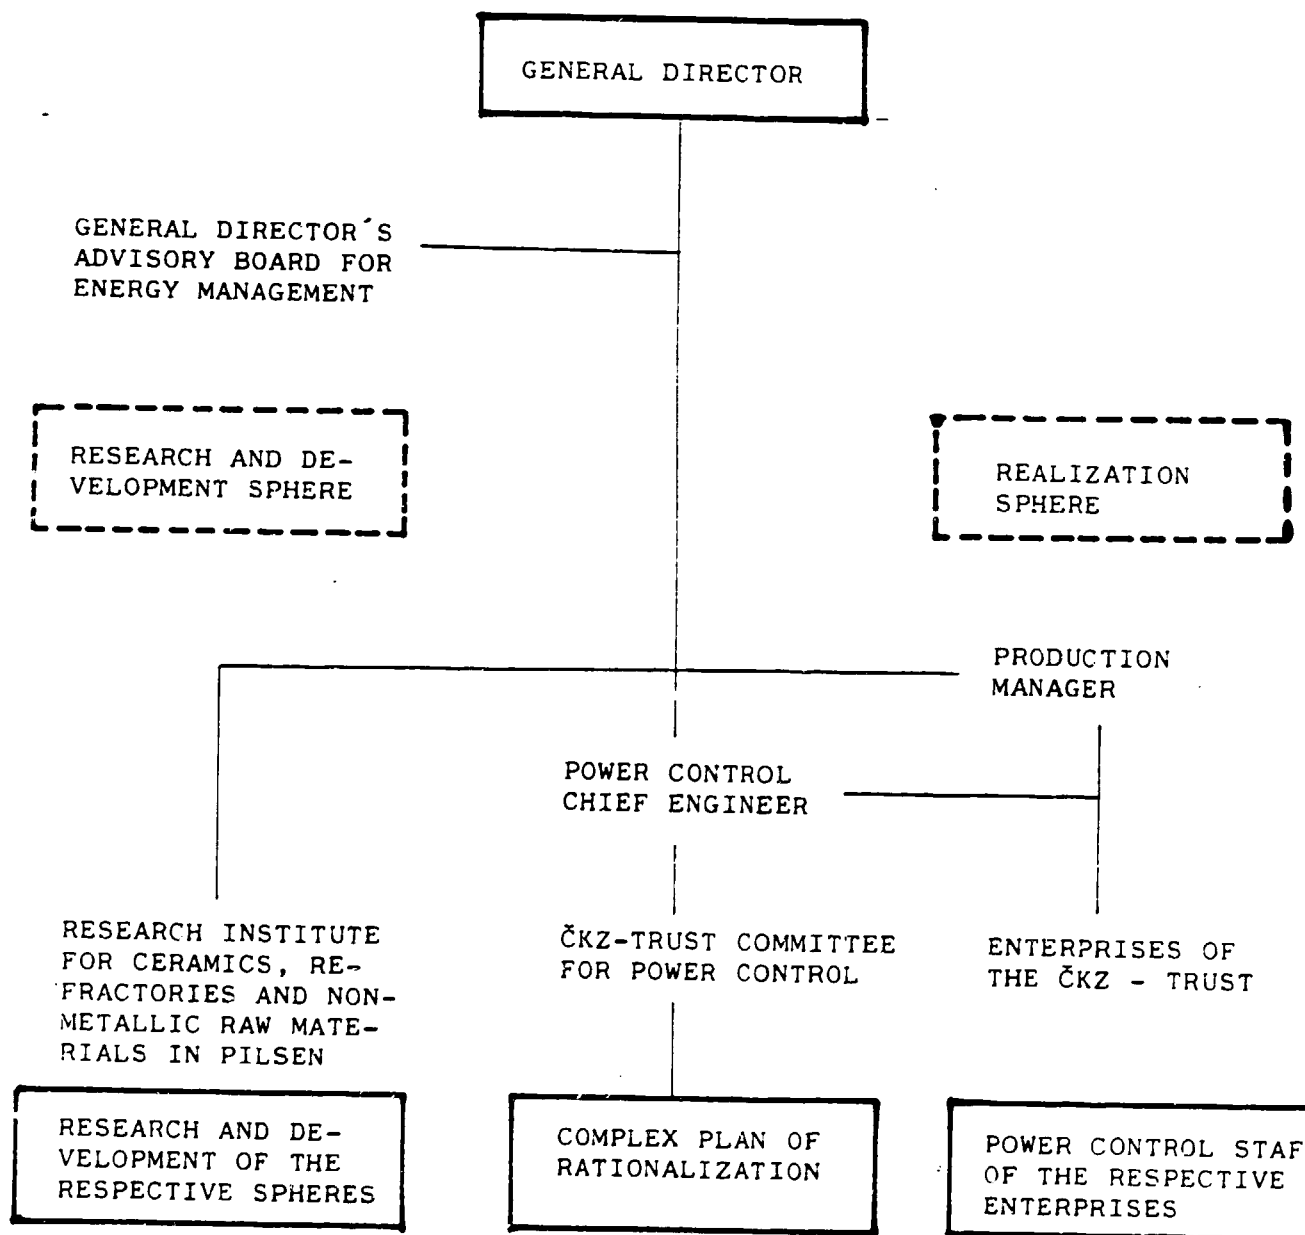 GENERAL DIRECTOR
GENERAL DIRECTOR´S
ADVISORY BOARD FOR
ENERGY MANAGEMENT
RESEARCH AND DE-
VELOPMENT SPHERE
REALIZATION
SPHERE
PRODUCTION
MANAGER
POWER CONTROL
CHIEF ENGINEER
RESEARCH INSTITUTE
FOR CERAMICS, RE-
FRACTORIES AND NON-
METALLIC RAW MATE-
RIALS IN PILSEN
ČKZ-TRUST COMMITTEE
FOR POWER CONTROL
ENTERPRISES OF
THE ČKZ - TRUST
RESEARCH AND DE-
VELOPMENT OF THE
RESPECTIVE SPHERES
COMPLEX PLAN OF
RATIONALIZATION
POWER CONTROL STAF
OF THE RESPECTIVE
ENTERPRISES